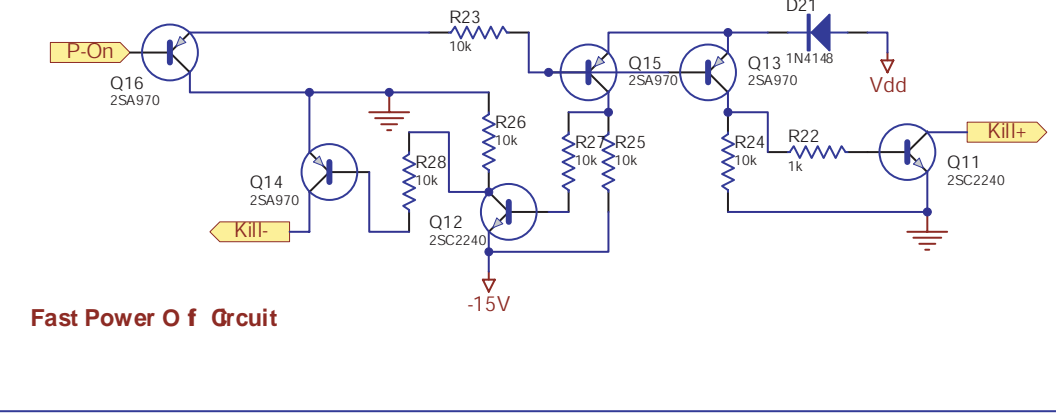 D21
R23
10k
1N4148
P-On
Q16
2SA970
Q15
2SA970
Q13
2SA970
Vdd
R26
10k
R27
10k
R25
10k
R24
10k
R22
1k
Kill+
Q11
2SC2240
R28
10k
Q14
2SA970
Q12
2SC2240
Kill-
-15V
Fast Power O f Circuit